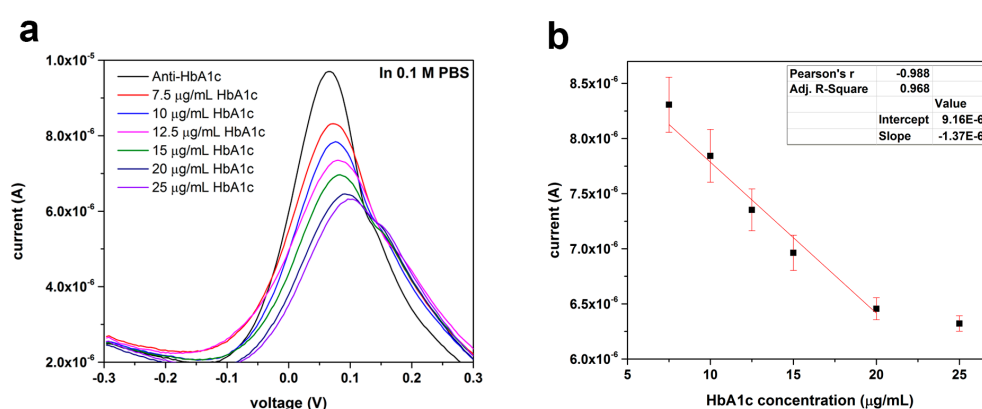 a
In 0.1 M PBS
Anti-HbA1c
7.5 μg/mL HbA1c
10 μg/mL HbA1c
12.5 μg/mL HbA1c
15 μg/mL HbA1c
20 μg/mL HbA1c
25 μg/mL HbA1c
1.0x10⁻⁵
8.0x10⁻⁶
6.0x10⁻⁶
4.0x10⁻⁶
2.0x10⁻⁶
current (A)
-0.3 -0.2 -0.1 0.0 0.1 0.2 0.3
voltage (V)
b
Pearson's r -0.988
Adj. R-Square 0.968
Value
Intercept 9.16E-6
Slope -1.37E-6
8.5x10⁻⁶
8.0x10⁻⁶
7.5x10⁻⁶
7.0x10⁻⁶
6.5x10⁻⁶
6.0x10⁻⁶
current (A)
5 10 15 20 25
HbA1c concentration (μg/mL)